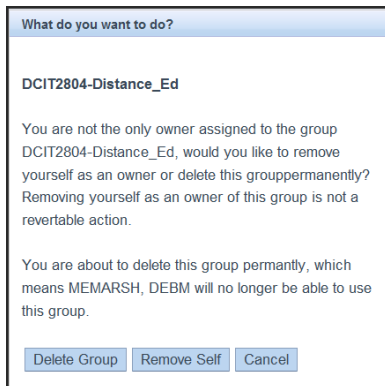 What do you want to do?
DCIT2804-Distance_Ed
You are not the only owner assigned to the group
DCIT2804-Distance_Ed, would you like to remove
yourself as an owner or delete this grouppermanently?
Removing yourself as an owner of this group is not a
revertable action.
You are about to delete this group permantly, which
means MEMARSH, DEBM will no longer be able to use
this group.
Delete Group Remove Self Cancel